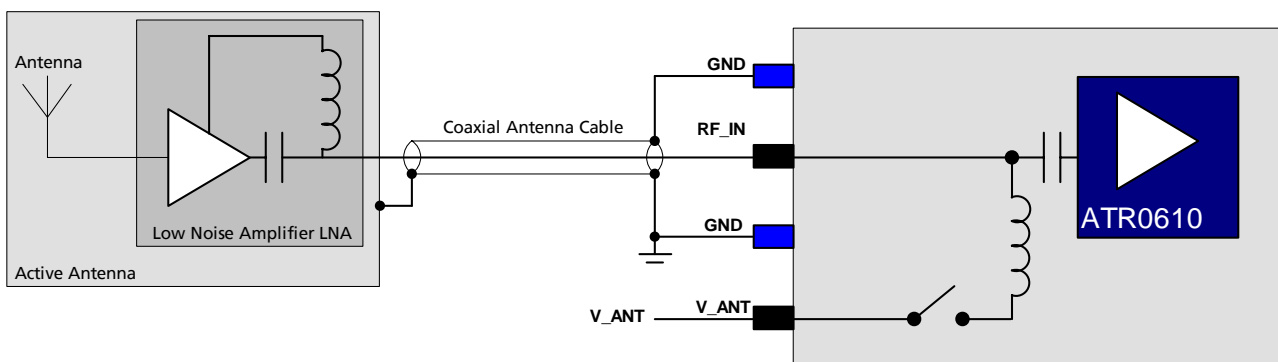 Antenna
Low Noise Amplifier LNA
Active Antenna
Coaxial Antenna Cable
GND
RF_IN
GND
V_ANT
V_ANT
ATR0610